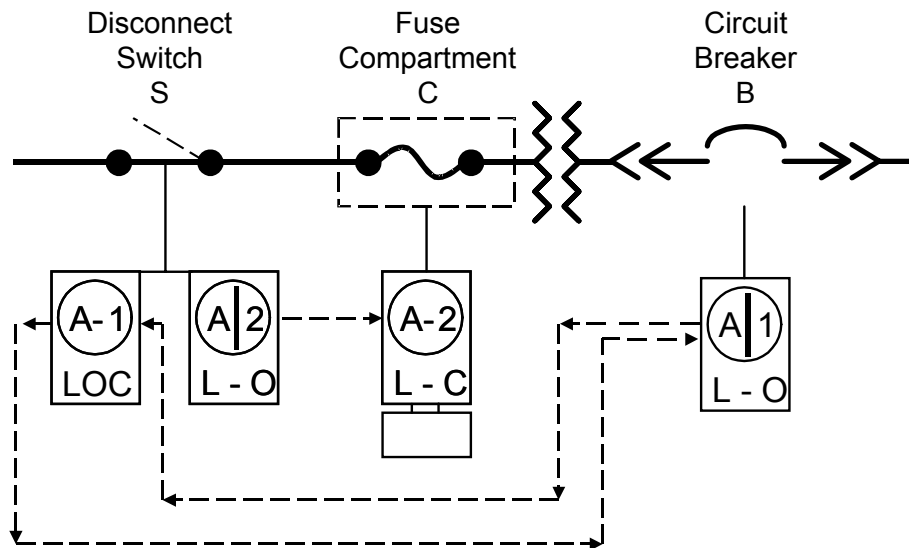 Disconnect
Switch
S
Fuse
Compartment
C
Circuit
Breaker
B
A-1
LOC
A|2
L - O
A-2
L - C
A|1
L - O